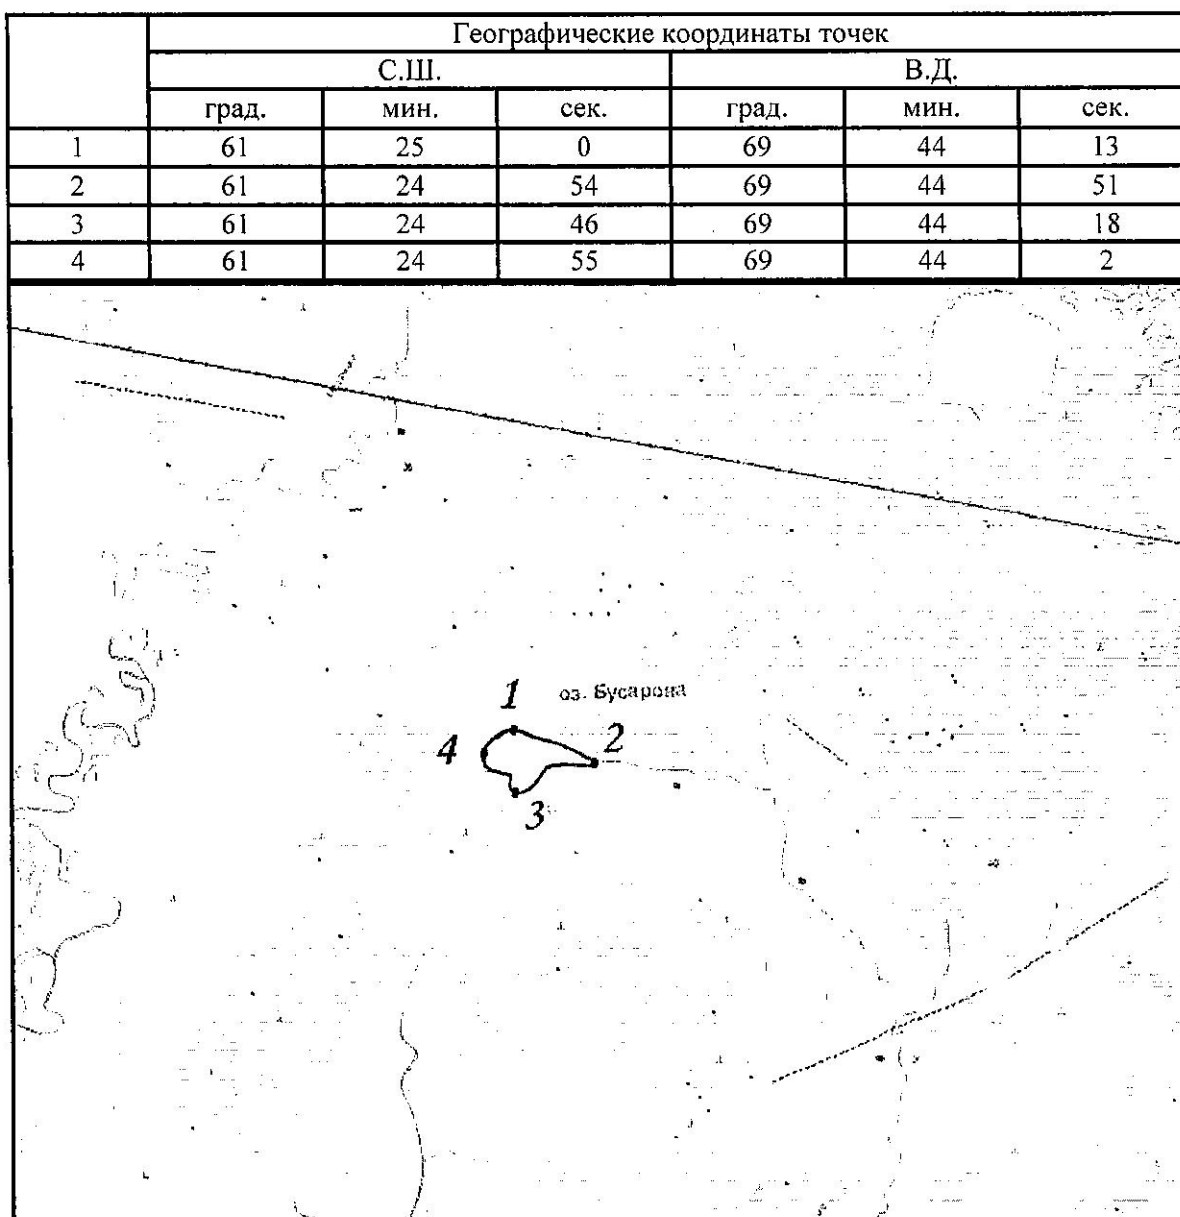 Географические координаты точек
С.Ш. В.Д.
град. мин. сек. град. мин. сек.
1 61 25 0 69 44 13
2 61 24 54 69 44 51
3 61 24 46 69 44 18
4 61 24 55 69 44 2
1 оз. Бусарона
4 2
3